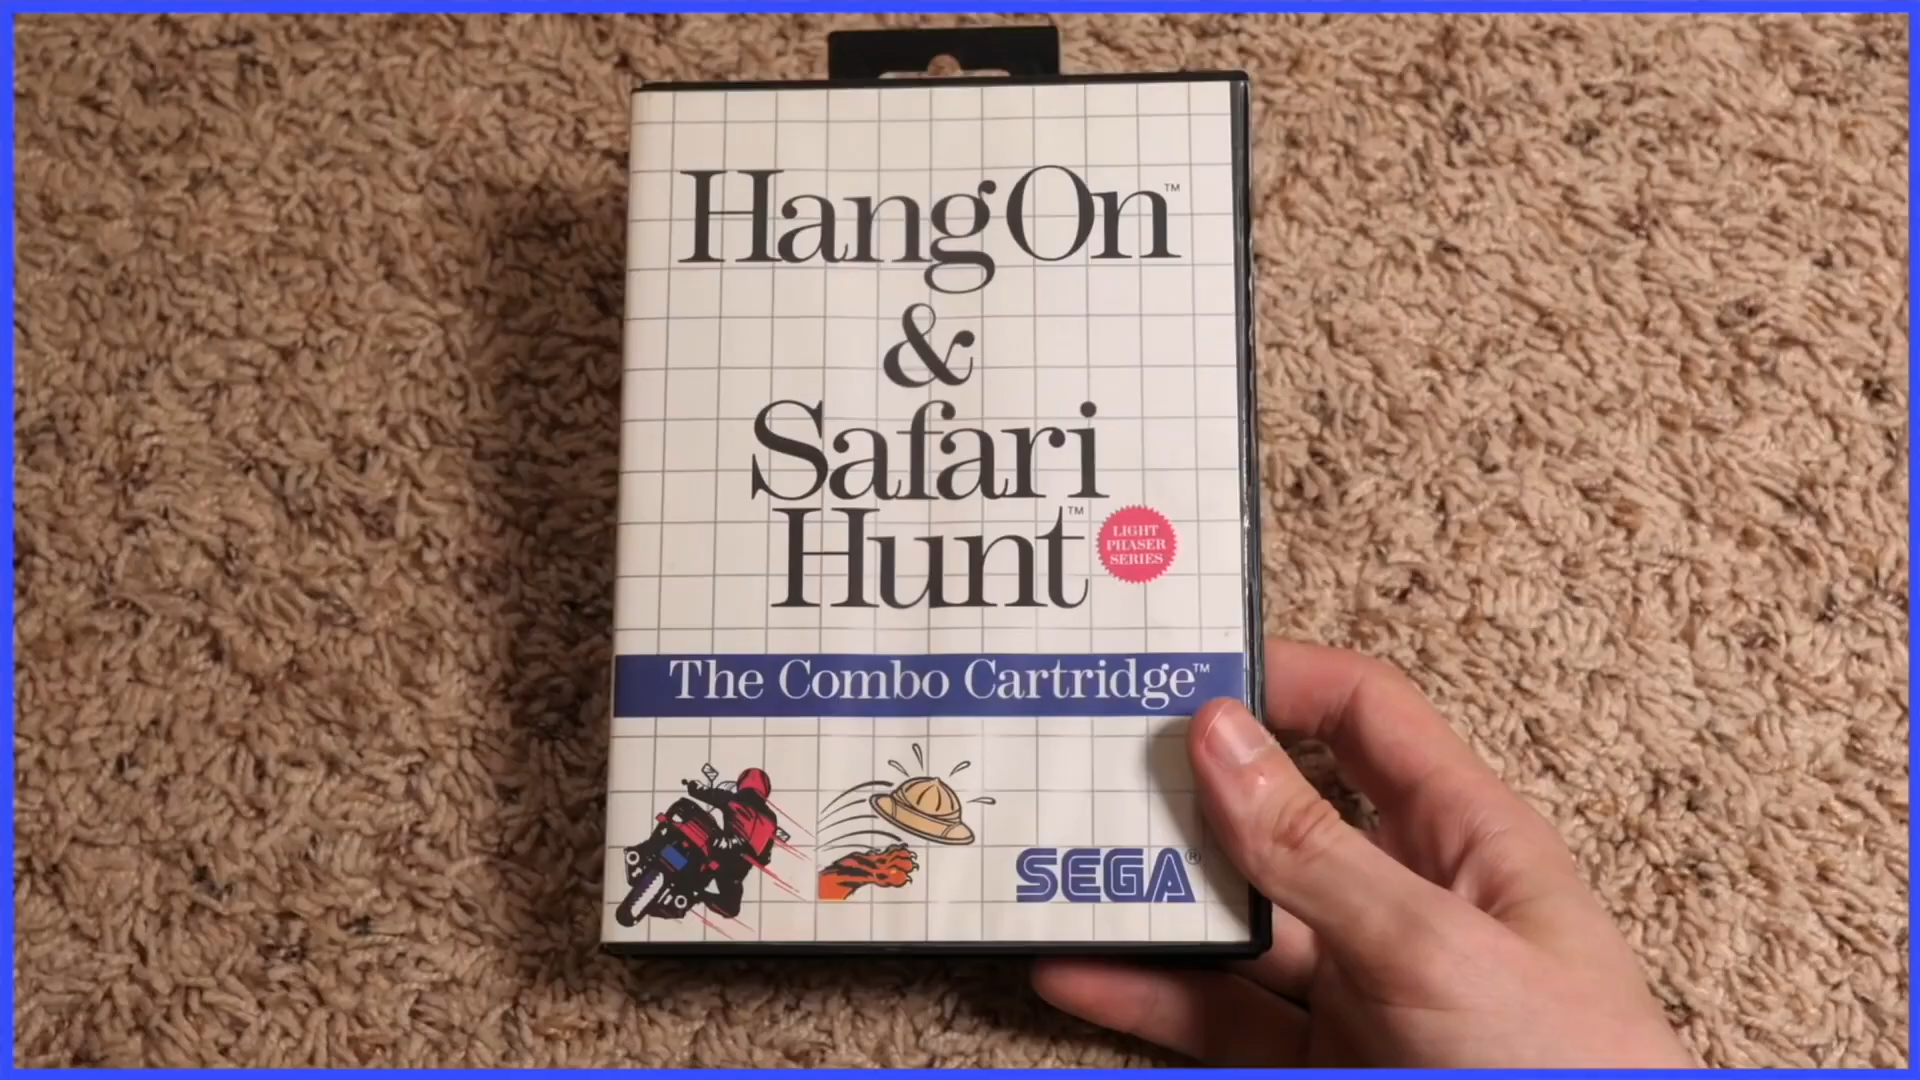 Hang On™
&
Safari
Hunt™
LIGHT
PHASER
SERIES
The Combo Cartridge™
SEGA®